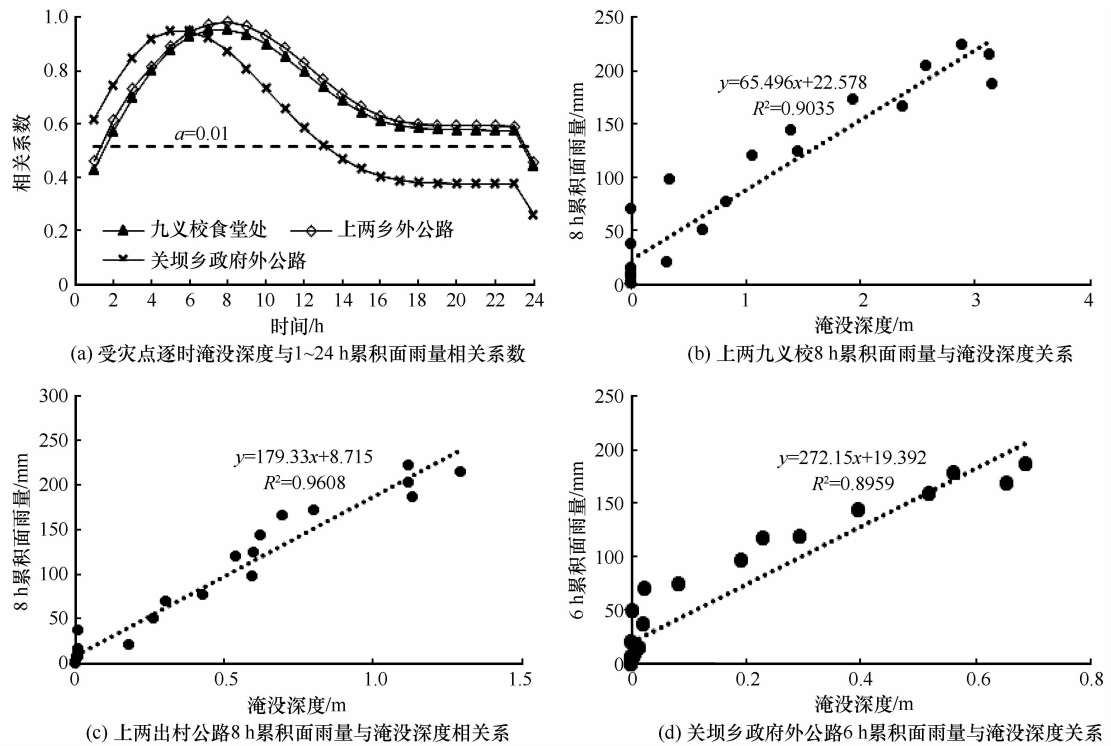 1.0
0.8
0.6
0.4
0.2
0
相关系数
a=0.01
九义校食堂处
上两乡外公路
关坝乡政府外公路
0 2 4 6 8 10 12 14 16 18 20 22 24
时间/h
(a) 受灾点逐时淹没深度与1~24 h累积面雨量相关系数
250
200
150
100
50
0
8 h累积面雨量/mm
y=65.496x+22.578
R²=0.9035
0 1 2 3 4
淹没深度/m
(b) 上两九义校8 h累积面雨量与淹没深度关系
300
250
200
150
100
50
0
8 h累积面雨量/mm
y=179.33x+8.715
R²=0.9608
0 0.5 1.0 1.5
淹没深度/m
(c) 上两出村公路8 h累积面雨量与淹没深度相关系
250
200
150
100
50
0
6 h累积面雨量/mm
y=272.15x+19.392
R²=0.8959
0 0.2 0.4 0.6 0.8
淹没深度/m
(d) 关坝乡政府外公路6 h累积面雨量与淹没深度关系